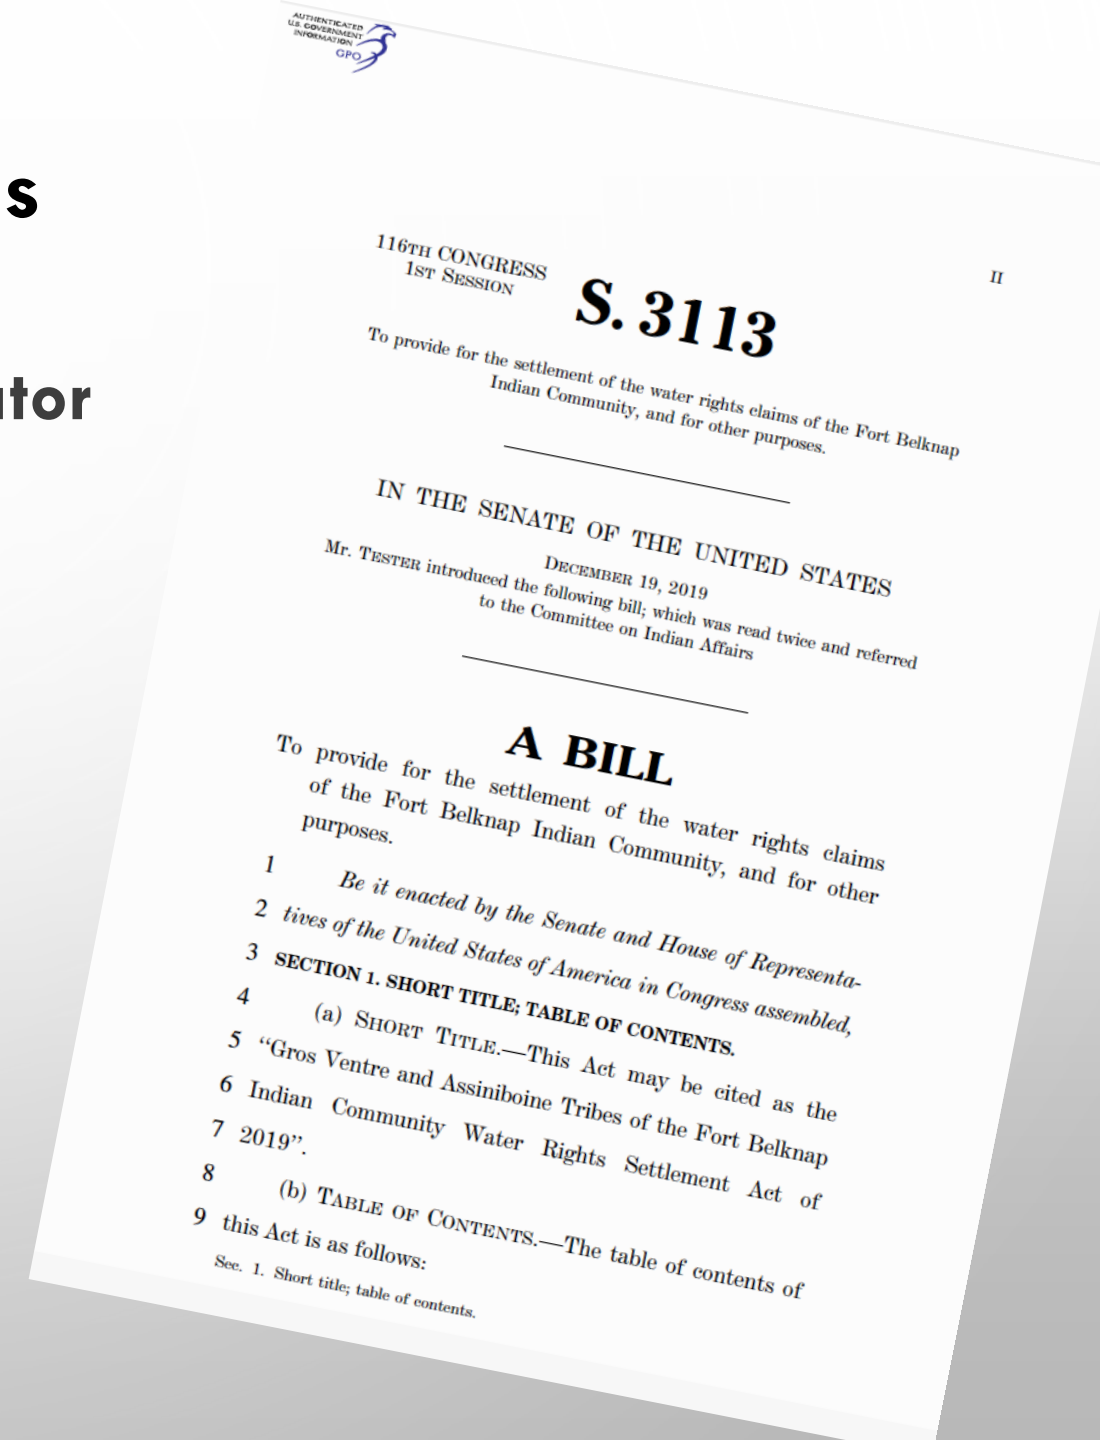 AUTHENTICATED
U.S. GOVERNMENT
INFORMATION
GPO
s
ator
116TH CONGRESS
1ST SESSION
S. 3113
II
To provide for the settlement of the water rights claims of the Fort Belknap
Indian Community, and for other purposes.
IN THE SENATE OF THE UNITED STATES
DECEMBER 19, 2019
Mr. TESTER introduced the following bill; which was read twice and referred
to the Committee on Indian Affairs
A BILL
To provide for the settlement of the water rights claims
of the Fort Belknap Indian Community, and for other
purposes.
1 Be it enacted by the Senate and House of Representa-
2 tives of the United States of America in Congress assembled,
3 SECTION 1. SHORT TITLE; TABLE OF CONTENTS.
4 (a) SHORT TITLE.—This Act may be cited as the
5 “Gros Ventre and Assiniboine Tribes of the Fort Belknap
6 Indian Community Water Rights Settlement Act of
7 2019”.
8 (b) TABLE OF CONTENTS.—The table of contents of
9 this Act is as follows:
Sec. 1. Short title; table of contents.